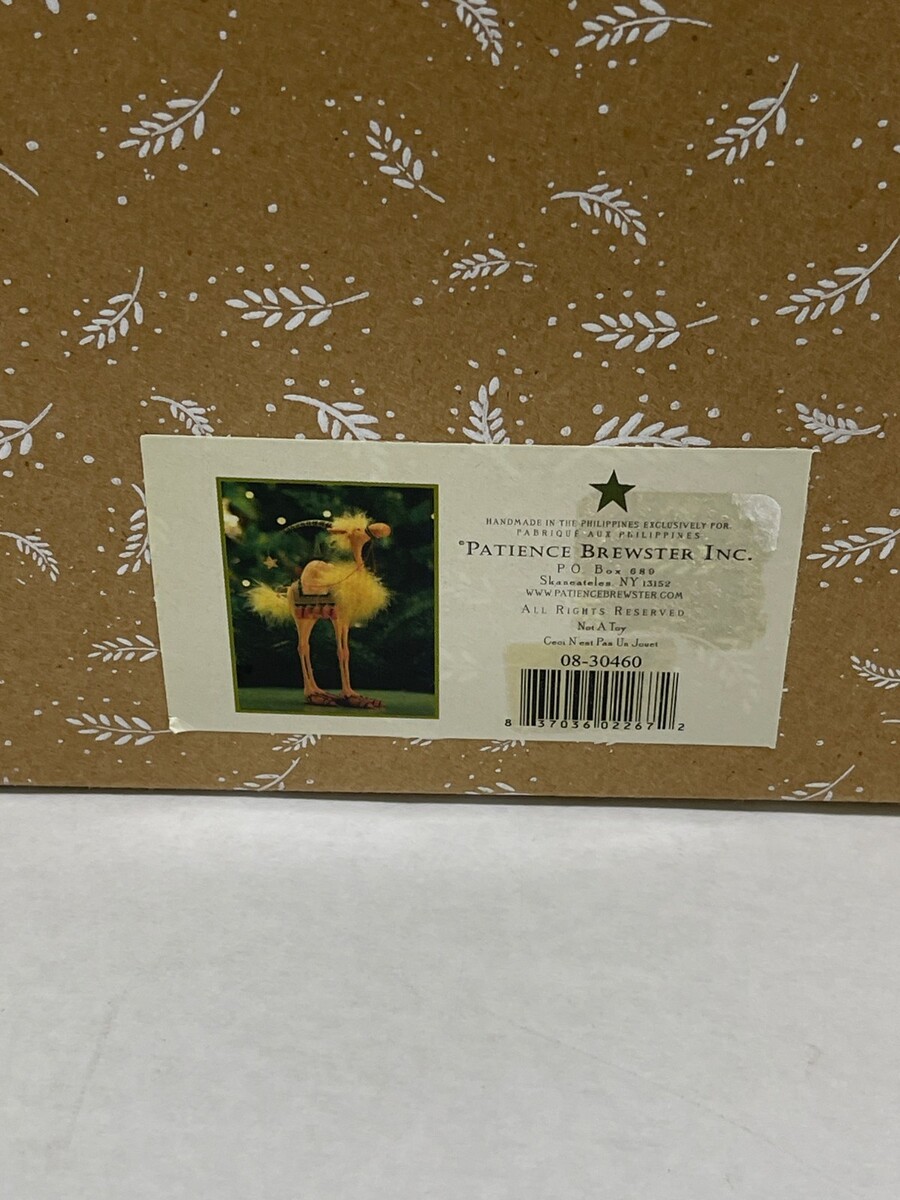 HANDMADE IN THE PHILIPPINES EXCLUSIVELY FOR
FABRIQUÉ AUX PHILIPPINES
°PATIENCE BREWSTER INC.
P.O. Box 689
Skaneateles, NY 13152
WWW.PATIENCEBREWSTER.COM
ALL RIGHTS RESERVED
Not A Toy
Ceci N'est Pas Un Jouet
08-30460
8 37036 02267 2